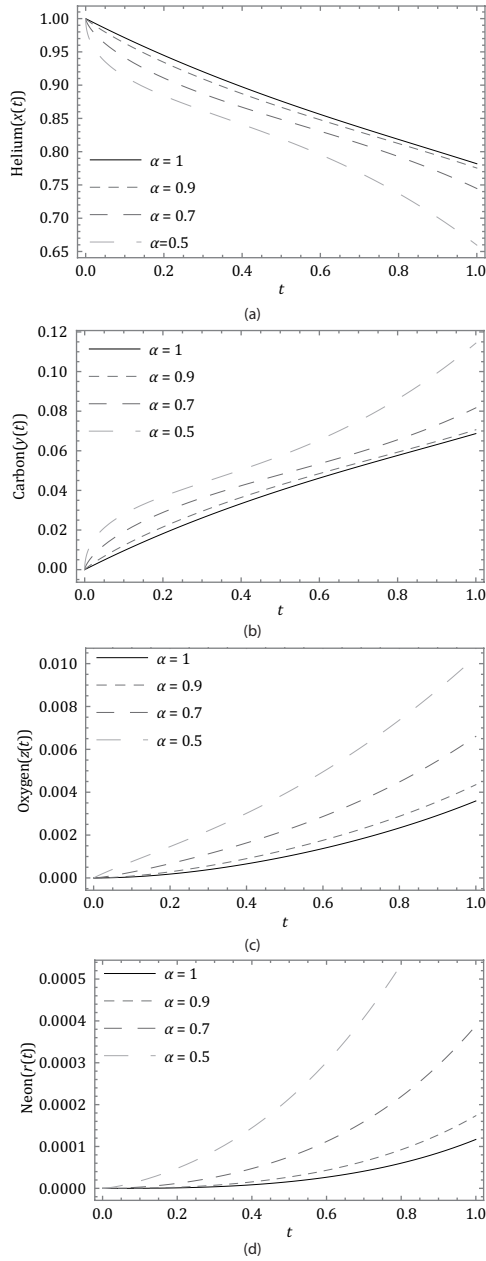 1.00
0.95
0.90
0.85
0.80
0.75
0.70
0.65
Helium(x(t))
α = 1
α = 0.9
α = 0.7
α=0.5
0.0 0.2 0.4 0.6 0.8 1.0
t
(a)
0.12
0.10
0.08
0.06
0.04
0.02
0.00
Carbon(y(t))
α = 1
α = 0.9
α = 0.7
α = 0.5
0.0 0.2 0.4 0.6 0.8 1.0
t
(b)
0.010
0.008
0.006
0.004
0.002
0.000
Oxygen(z(t))
α = 1
α = 0.9
α = 0.7
α = 0.5
0.0 0.2 0.4 0.6 0.8 1.0
t
(c)
0.0005
0.0004
0.0003
0.0002
0.0001
0.0000
Neon(r(t))
α = 1
α = 0.9
α = 0.7
α = 0.5
0.0 0.2 0.4 0.6 0.8 1.0
t
(d)